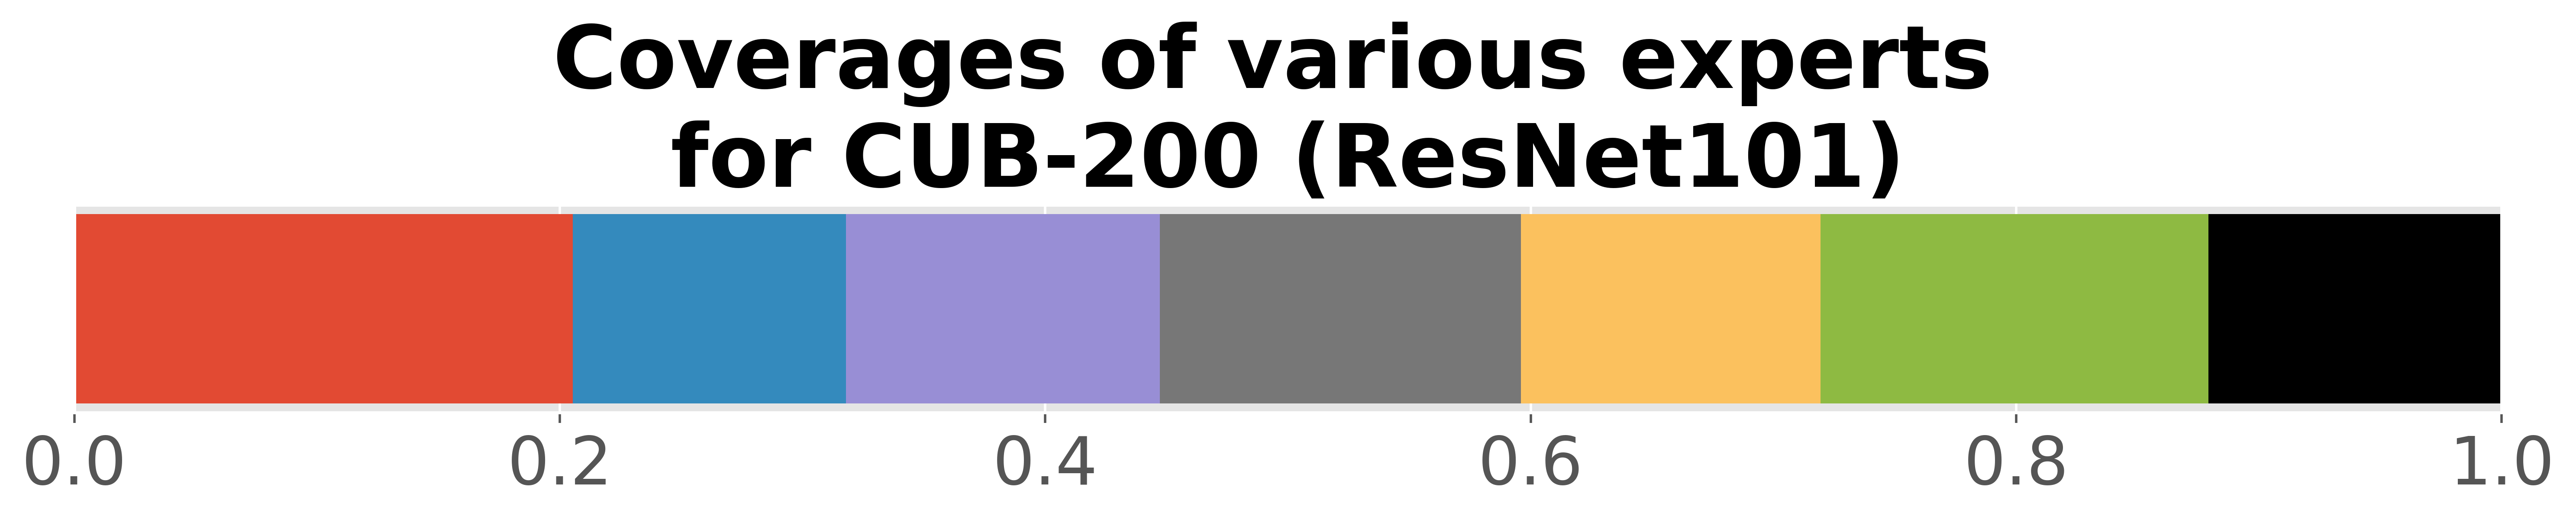 Coverages of various experts
for CUB-200 (ResNet101)
0.0 0.2 0.4 0.6 0.8 1.0